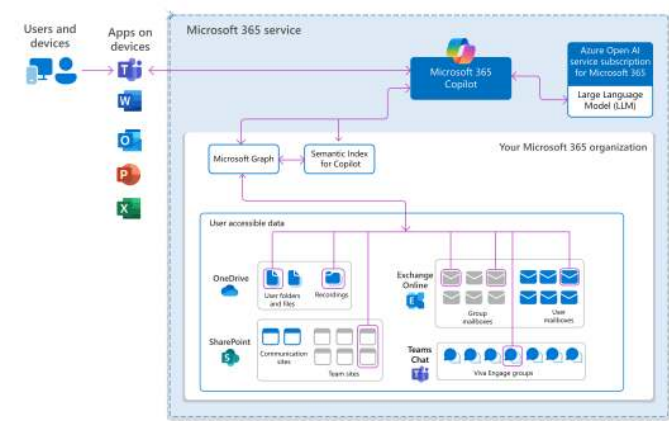 Users and
devices
Apps on
devices
Microsoft 365 service
Microsoft 365
Copilot
Azure Open AI
service subscription
for Microsoft 365
Large Language
Model (LLM)
Your Microsoft 365 organization
Microsoft Graph
Semantic Index
for Copilot
User accessible data
OneDrive
User folders
and files
Recordings
Exchange
Online
Group
mailboxes
User
mailboxes
SharePoint
Communication
sites
Team sites
Teams
Chat
Viva Engage groups